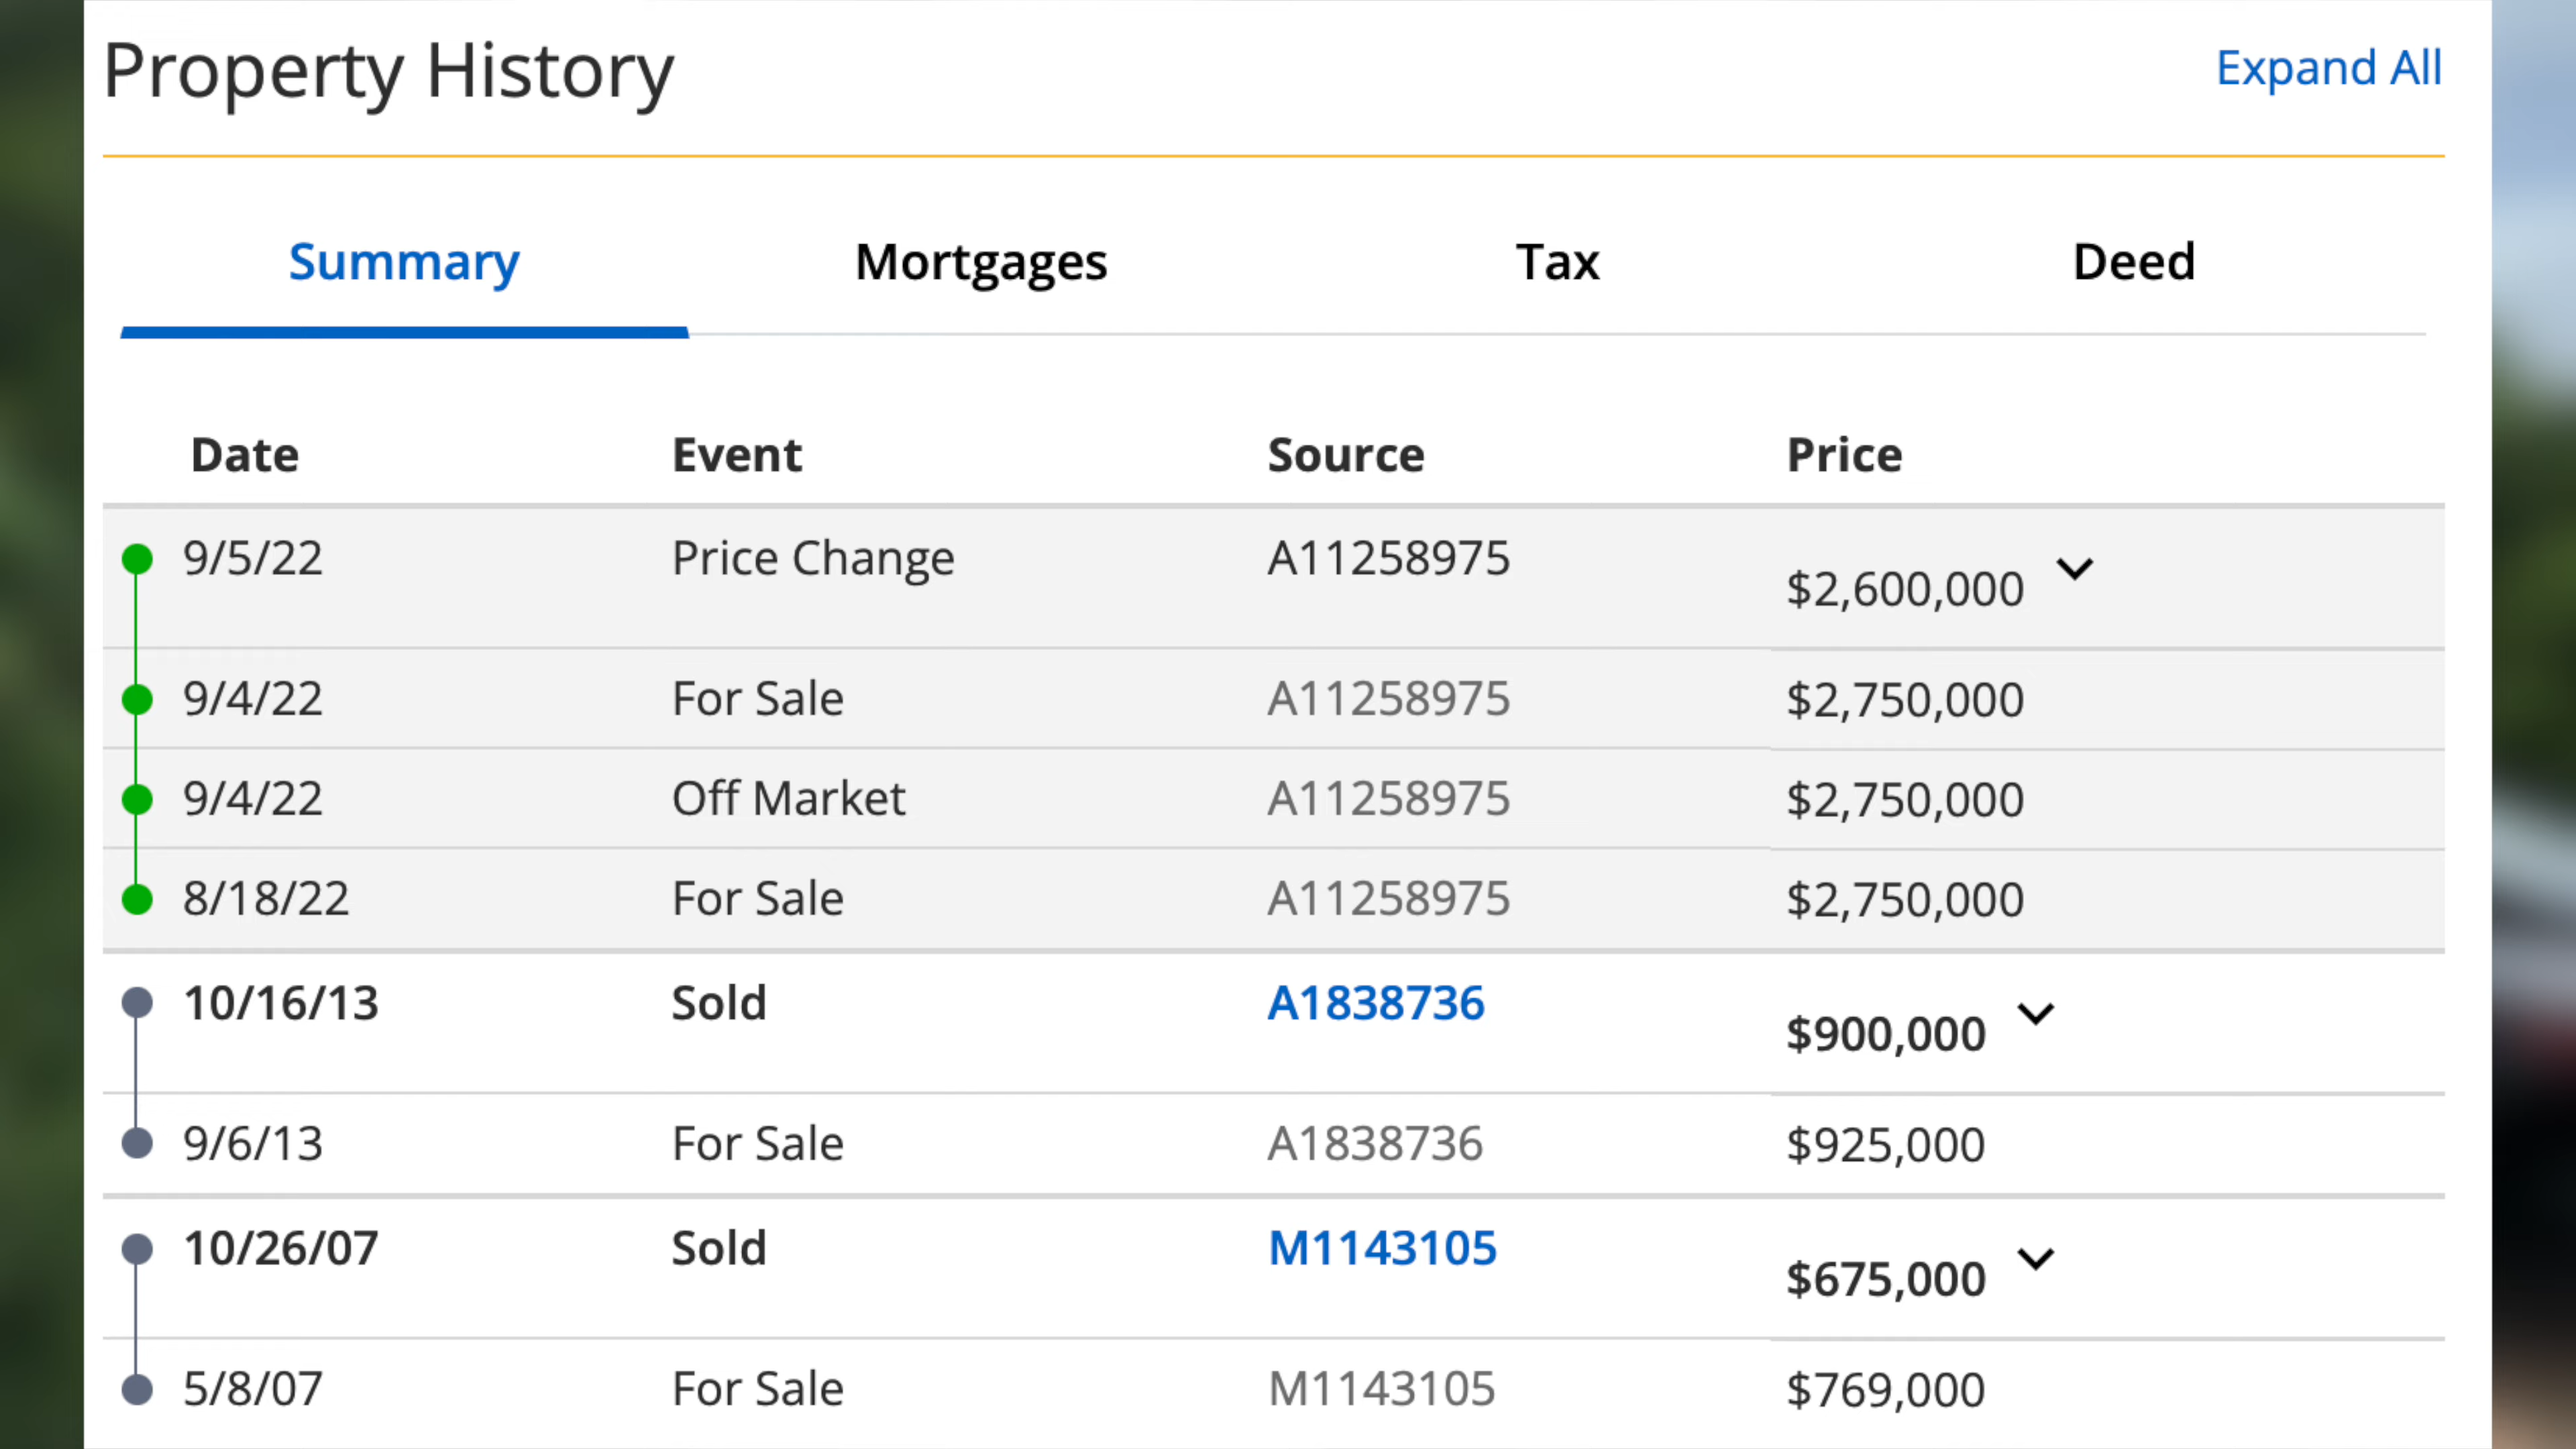 Property History
Expand All
Summary Mortgages Tax Deed
Date Event Source Price
9/5/22 Price Change A11258975 $2,600,000
9/4/22 For Sale A11258975 $2,750,000
9/4/22 Off Market A11258975 $2,750,000
8/18/22 For Sale A11258975 $2,750,000
10/16/13 Sold A1838736 $900,000
9/6/13 For Sale A1838736 $925,000
10/26/07 Sold M1143105 $675,000
5/8/07 For Sale M1143105 $769,000